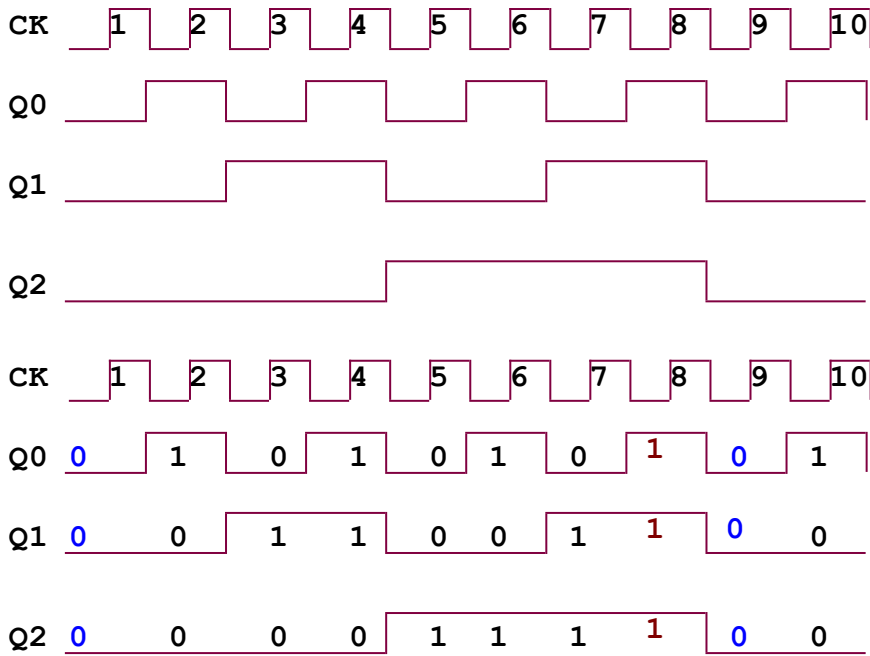 CK 1 2 3 4 5 6 7 8 9 10
Q0
Q1
Q2
CK 1 2 3 4 5 6 7 8 9 10
Q0 0 1 0 1 0 1 0 1 0 1
Q1 0 0 1 1 0 0 1 1 0 0
Q2 0 0 0 0 1 1 1 1 0 0